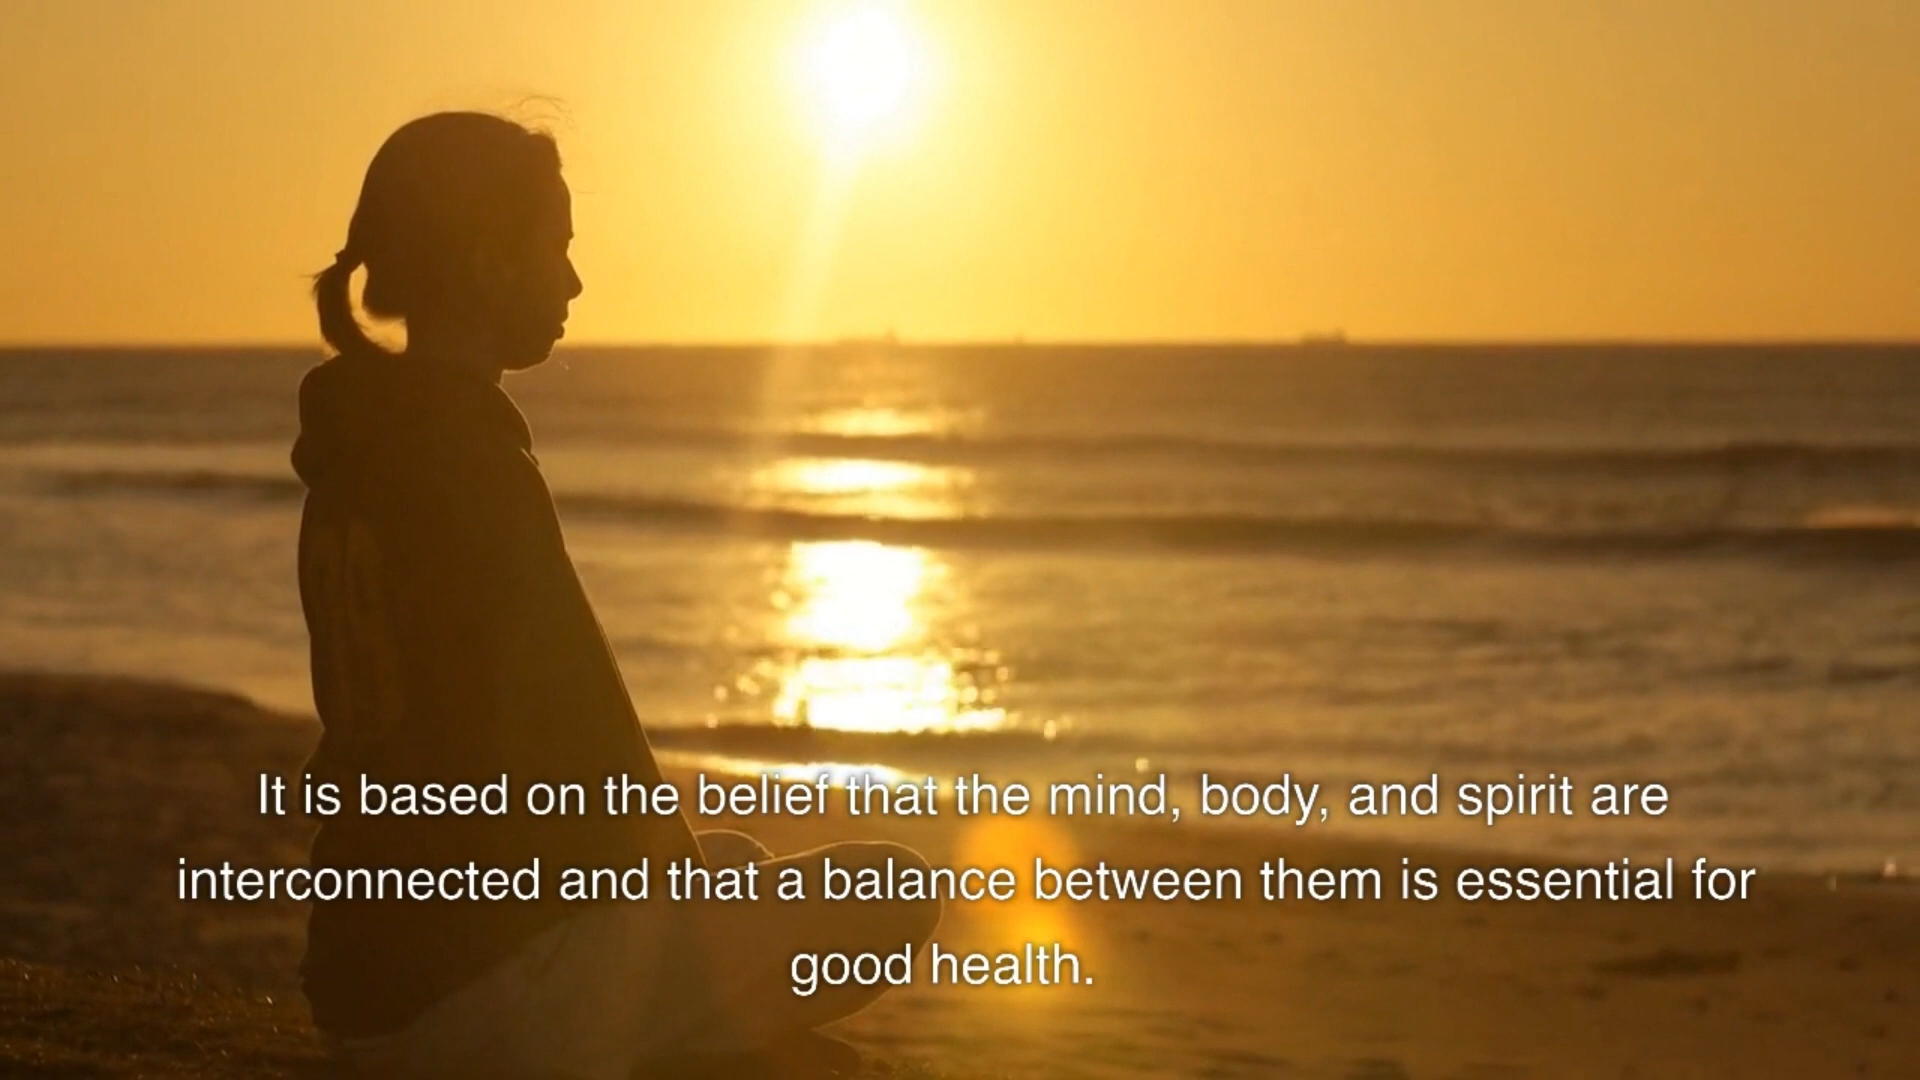 It is based on the belief that the mind, body, and spirit are
interconnected and that a balance between them is essential for
good health.